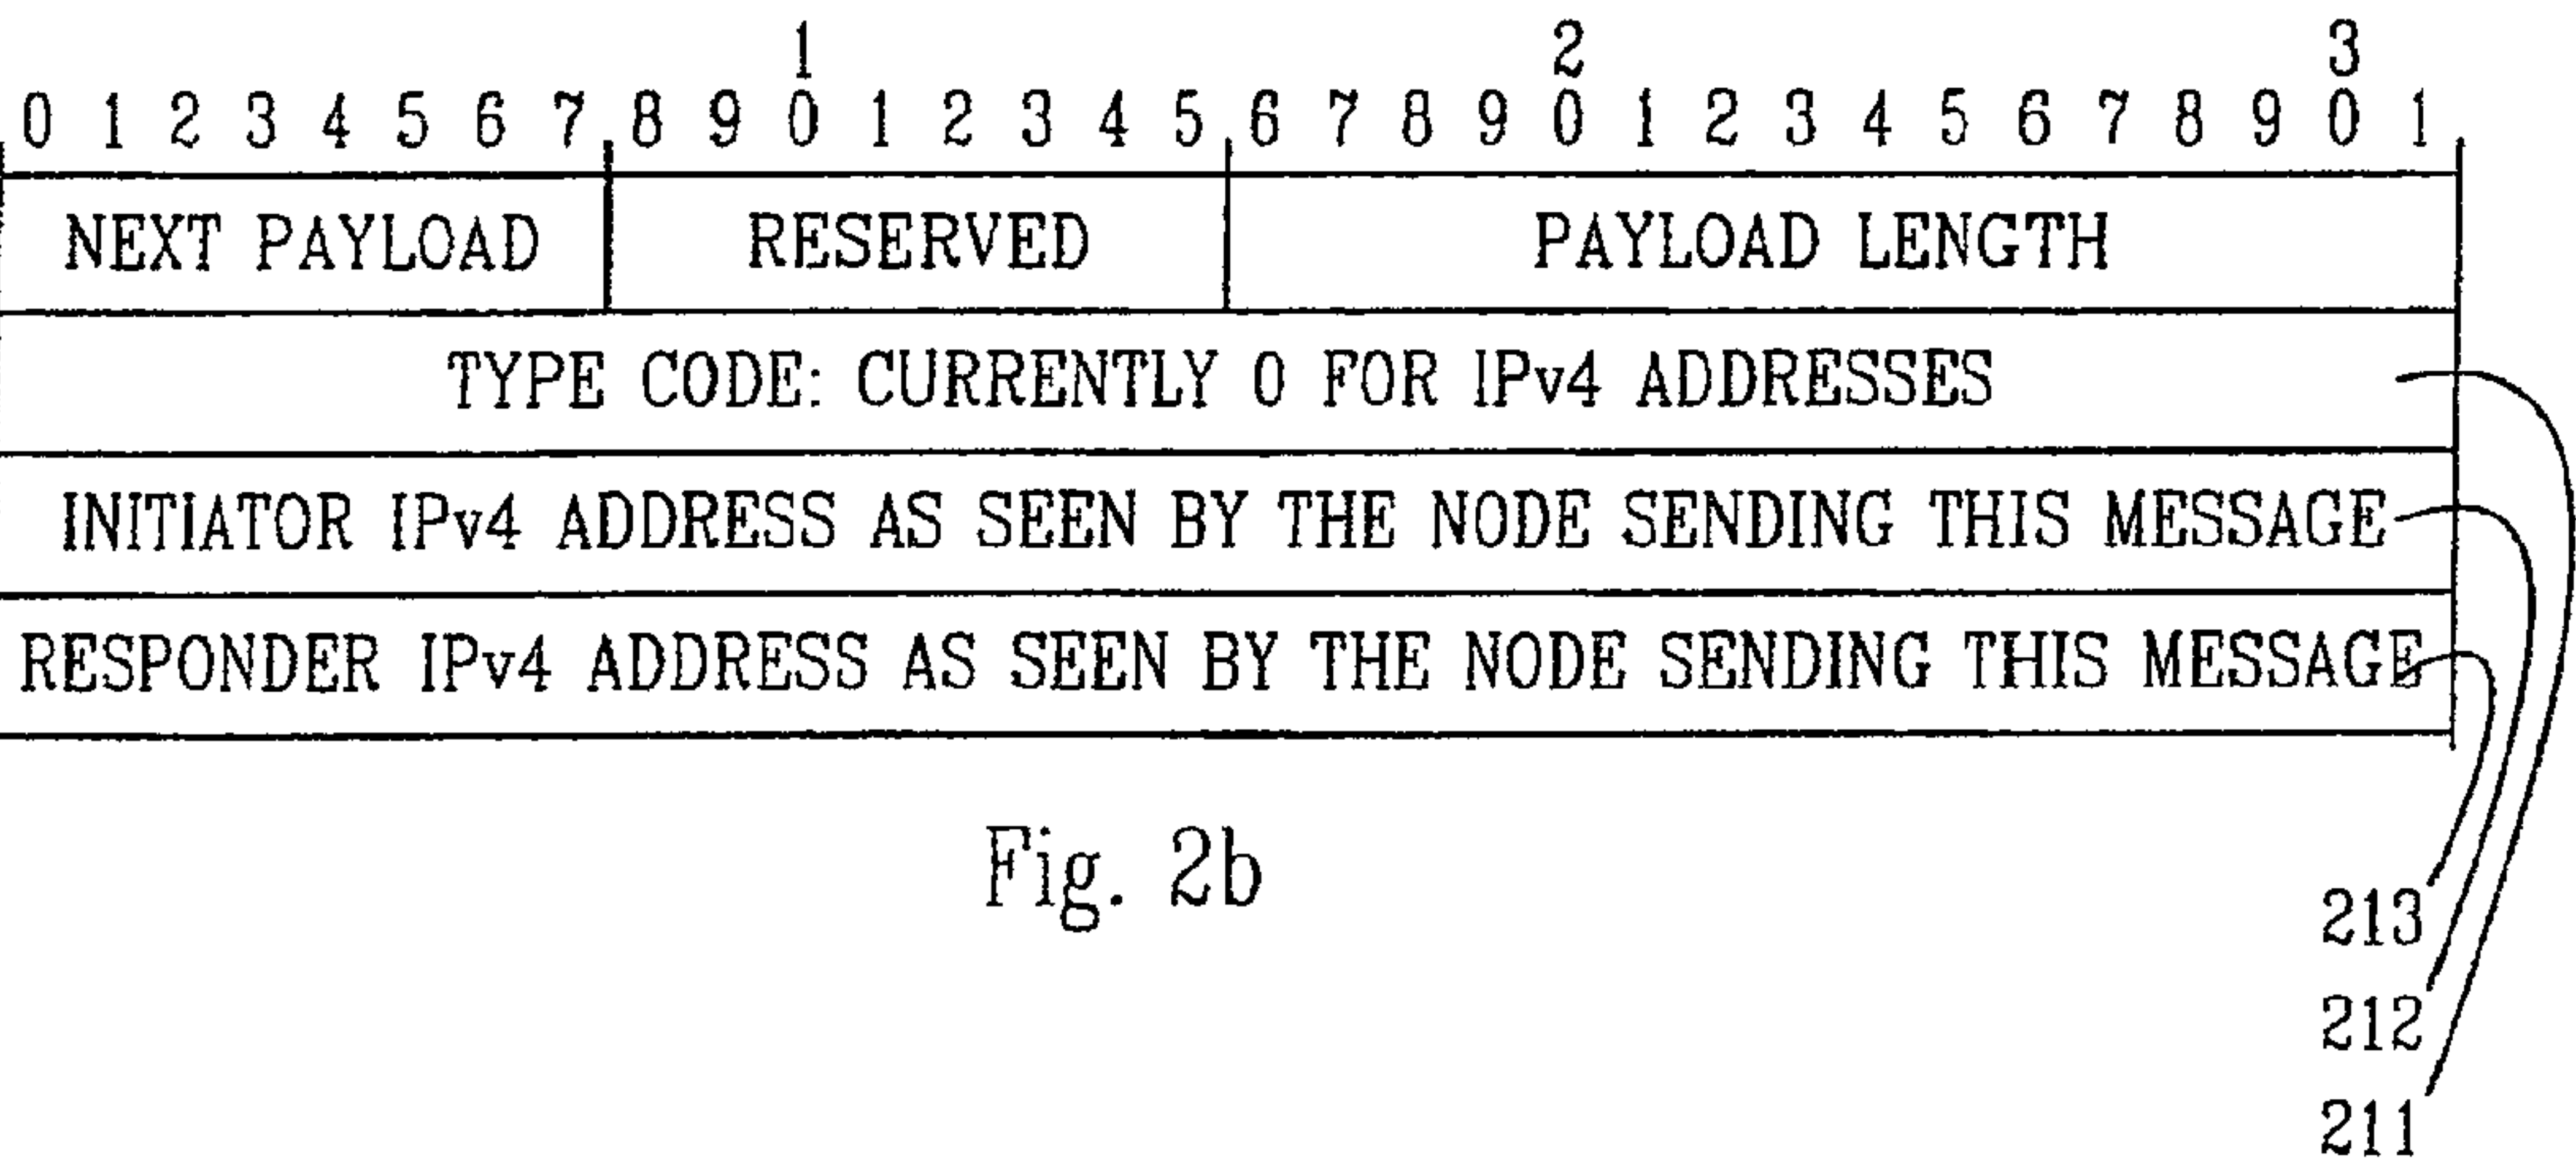 1 2 3
0 1 2 3 4 5 6 7 8 9 0 1 2 3 4 5 6 7 8 9 0 1 2 3 4 5 6 7 8 9 0 1
NEXT PAYLOAD RESERVED PAYLOAD LENGTH
TYPE CODE: CURRENTLY 0 FOR IPv4 ADDRESSES
INITIATOR IPv4 ADDRESS AS SEEN BY THE NODE SENDING THIS MESSAGE
RESPONDER IPv4 ADDRESS AS SEEN BY THE NODE SENDING THIS MESSAGE
Fig. 2b
213
212
211